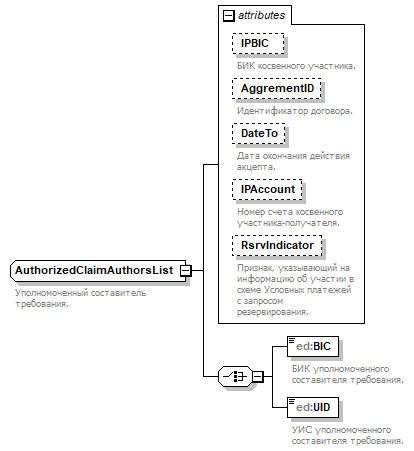 attributes
IPBIC
БИК косвенного участника.
AggrementID
Идентификатор договора.
DateTo
Дата окончания действия
акцепта.
IPAccount
Номер счета косвенного
участника-получателя.
RsrvIndicator
Признак, указывающий на
информацию об участии в
схеме Условных платежей
с запросом
резервирования.
AuthorizedClaimAuthorsList
Уполномоченный составитель
требования.
ed:BIC
БИК уполномоченного
составителя требования.
ed:UID
УИС уполномоченного
составителя требования.